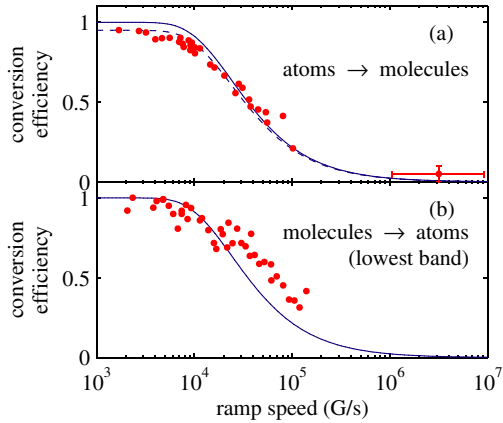 1
(a)
atoms → molecules
0.5
conversion
efficiency
0
1
(b)
molecules → atoms
(lowest band)
0.5
conversion
efficiency
0
10^3 10^4 10^5 10^6 10^7
ramp speed (G/s)